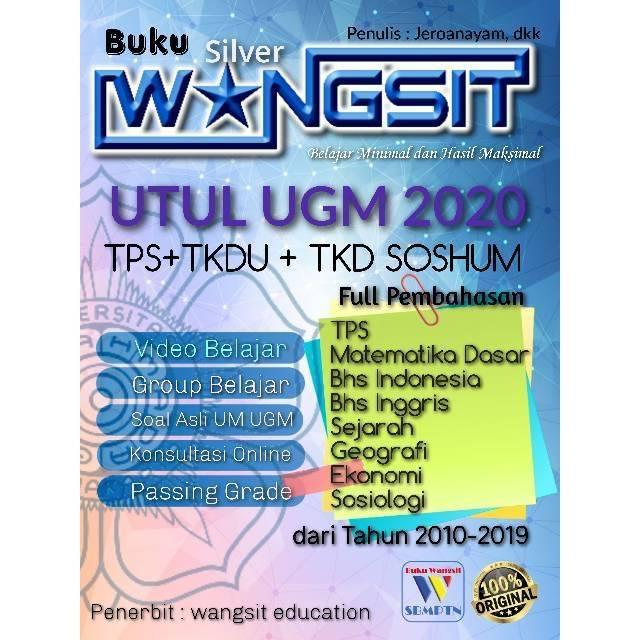 Buku
Silver
Penulis : Jeroanayam, dkk
WANGSIT
Belajar Minimal dan Hasil Maksimal
UTUL UGM 2020
TPS+TKDU + TKD SOSHUM
Full Pembahasan
Video Belajar
Group Belajar
Soal Asli UM UGM
Konsultasi Online
Passing Grade
TPS
Matematika Dasar
Bhs Indonesia
Bhs Inggris
Sejarah
Geografi
Ekonomi
Sosiologi
dari Tahun 2010-2019
Buku Wangsit
W
SBMPTN
100%
ORIGINAL
Penerbit : wangsit education